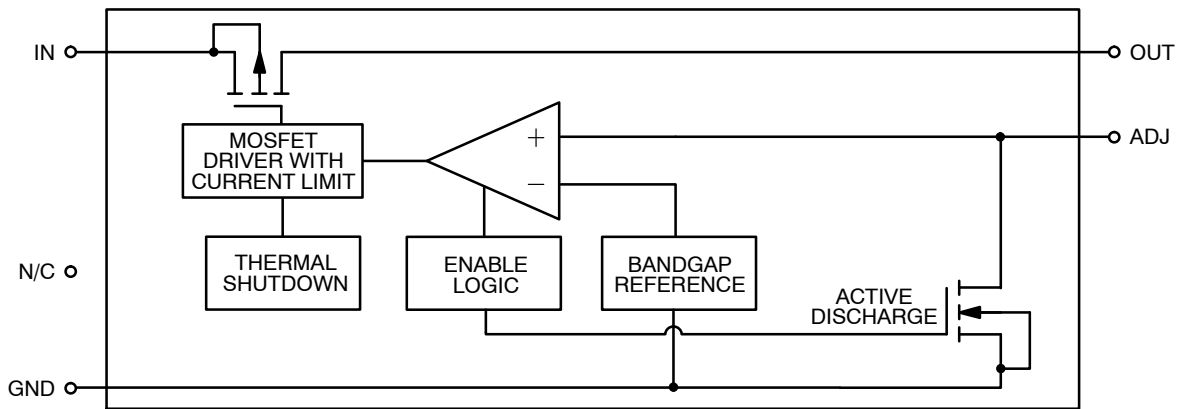 IN
OUT
MOSFET
DRIVER WITH
CURRENT LIMIT
+
−
ADJ
N/C
THERMAL
SHUTDOWN
ENABLE
LOGIC
BANDGAP
REFERENCE
ACTIVE
DISCHARGE
GND